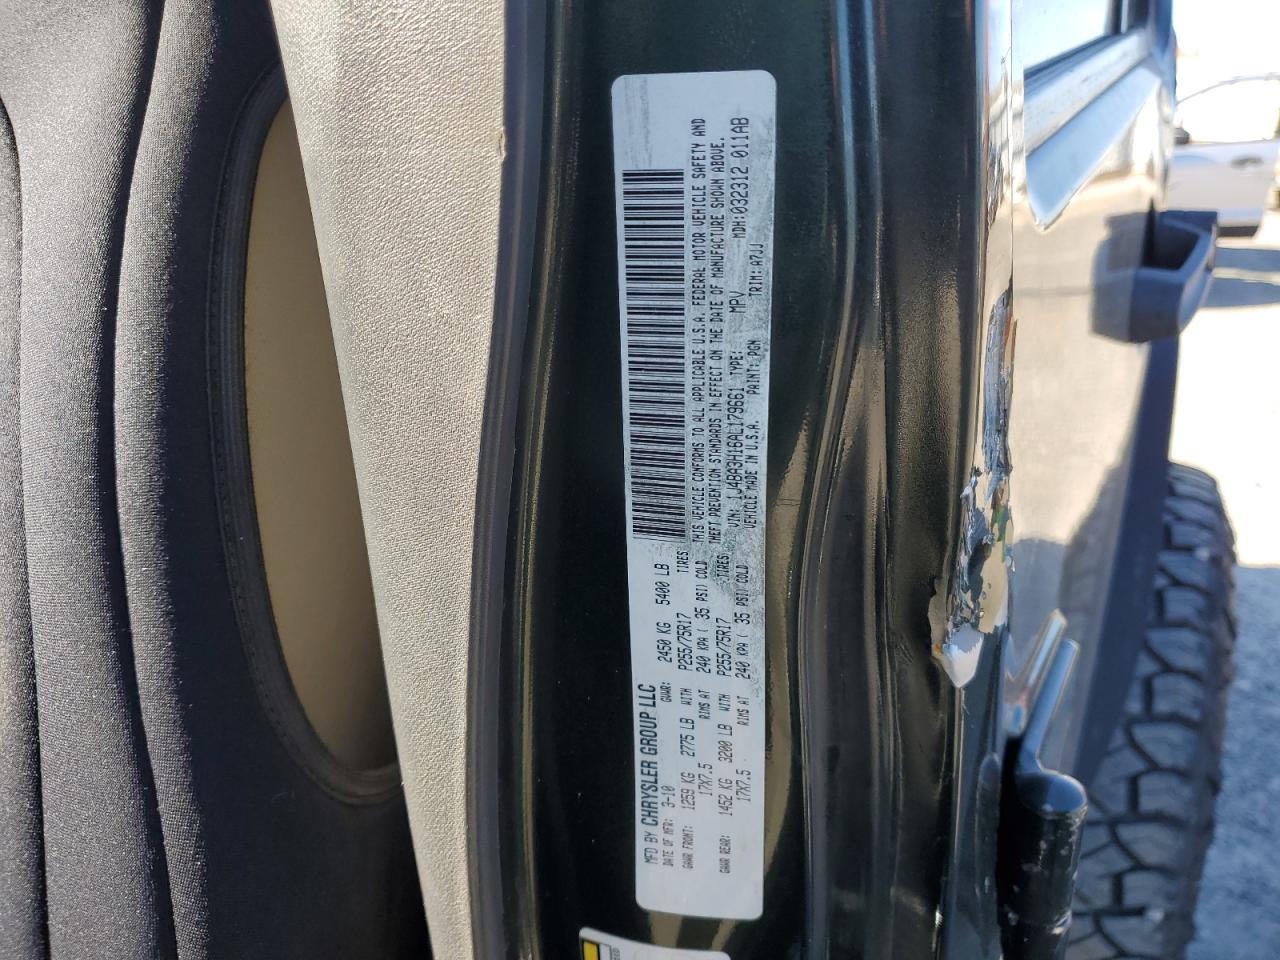 MFD BY CHRYSLER GROUP LLC
DATE OF MFR: 3-10 GVWR: 2450 KG 5400 LB
GAWR FRONT: 1259 KG 2775 LB WITH P255/75R17 TIRES
17X7.5 RIMS AT 240 KPA ( 35 PSI) COLD
GAWR REAR: 1452 KG 3200 LB WITH P255/75R17 TIRES
17X7.5 RIMS AT 240 KPA ( 35 PSI) COLD
THIS VEHICLE CONFORMS TO ALL APPLICABLE U.S.A. FEDERAL MOTOR VEHICLE SAFETY AND
THEFT PREVENTION STANDARDS IN EFFECT ON THE DATE OF MANUFACTURE SHOWN ABOVE.
VIN: 1J4BA3H16AL179661 TYPE: MPV MDH:032312 011AB
VEHICLE MADE IN U.S.A. PAINT: PGN TRIM: A7JJ